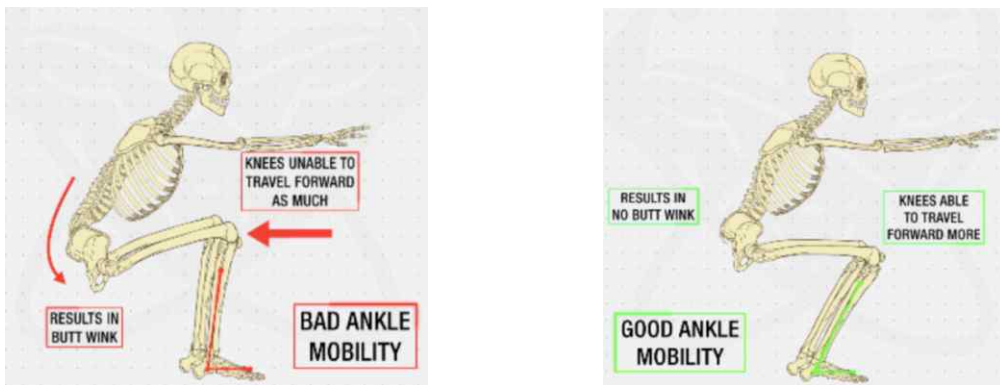 KNEES UNABLE TO
TRAVEL FORWARD
AS MUCH
RESULTS IN
BUTT WINK
BAD ANKLE
MOBILITY
RESULTS IN
NO BUTT WINK
KNEES ABLE
TO TRAVEL
FORWARD MORE
GOOD ANKLE
MOBILITY